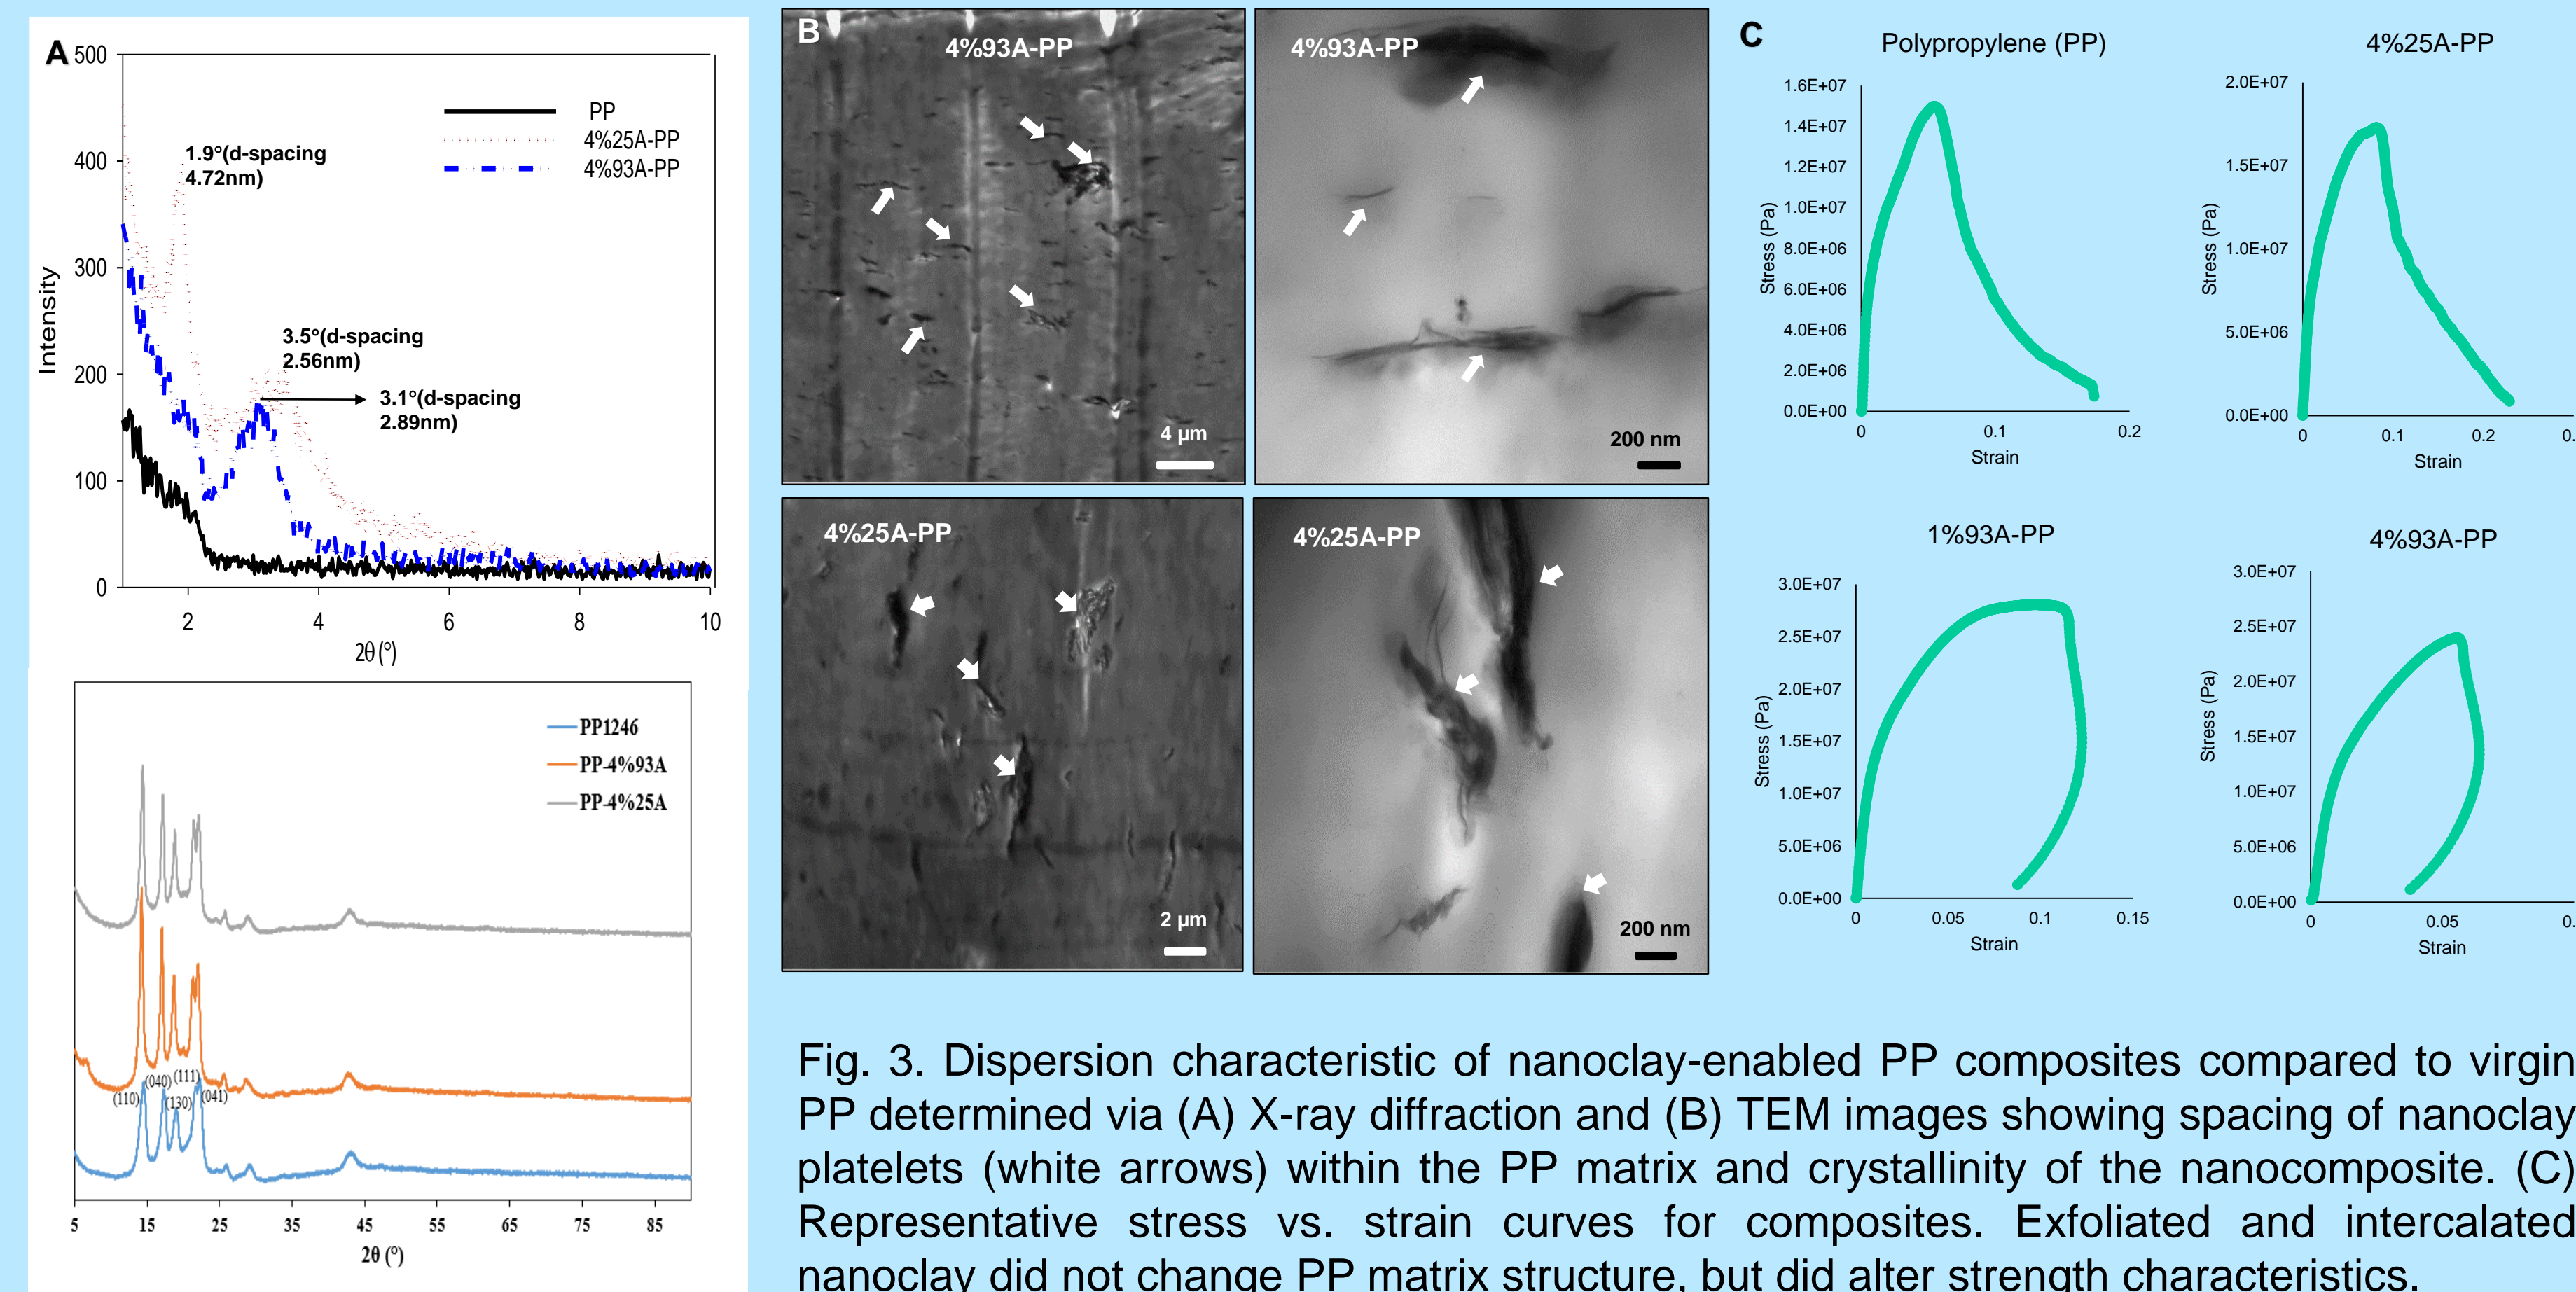 A
500
400
300
200
100
0
Intensity
2
4
6
8
10
2θ (°)
PP
4%25A-PP
4%93A-PP
1.9°(d-spacing
4.72nm)
3.5°(d-spacing
2.56nm)
3.1°(d-spacing
2.89nm)
PP1246
PP-4%93A
PP-4%25A
(110)
(040)
(130)
(111)
(041)
5
15
25
35
45
55
65
75
85
2θ (°)
B
4%93A-PP
4 µm
4%93A-PP
200 nm
4%25A-PP
2 µm
4%25A-PP
200 nm
C
Polypropylene (PP)
1.6E+07
1.4E+07
1.2E+07
1.0E+07
8.0E+06
6.0E+06
4.0E+06
2.0E+06
0.0E+00
Stress (Pa)
0
0.1
0.2
Strain
4%25A-PP
2.0E+07
1.5E+07
1.0E+07
5.0E+06
0.0E+00
Stress (Pa)
0
0.1
0.2
0.
Strain
1%93A-PP
3.0E+07
2.5E+07
2.0E+07
1.5E+07
1.0E+07
5.0E+06
0.0E+00
Stress (Pa)
0
0.05
0.1
0.15
Strain
4%93A-PP
3.0E+07
2.5E+07
2.0E+07
1.5E+07
1.0E+07
5.0E+06
0.0E+00
Stress (Pa)
0
0.05
0.
Strain
Fig. 3. Dispersion characteristic of nanoclay-enabled PP composites compared to virgin
PP determined via (A) X-ray diffraction and (B) TEM images showing spacing of nanoclay
platelets (white arrows) within the PP matrix and crystallinity of the nanocomposite. (C)
Representative stress vs. strain curves for composites. Exfoliated and intercalated
nanoclay did not change PP matrix structure, but did alter strength characteristics.